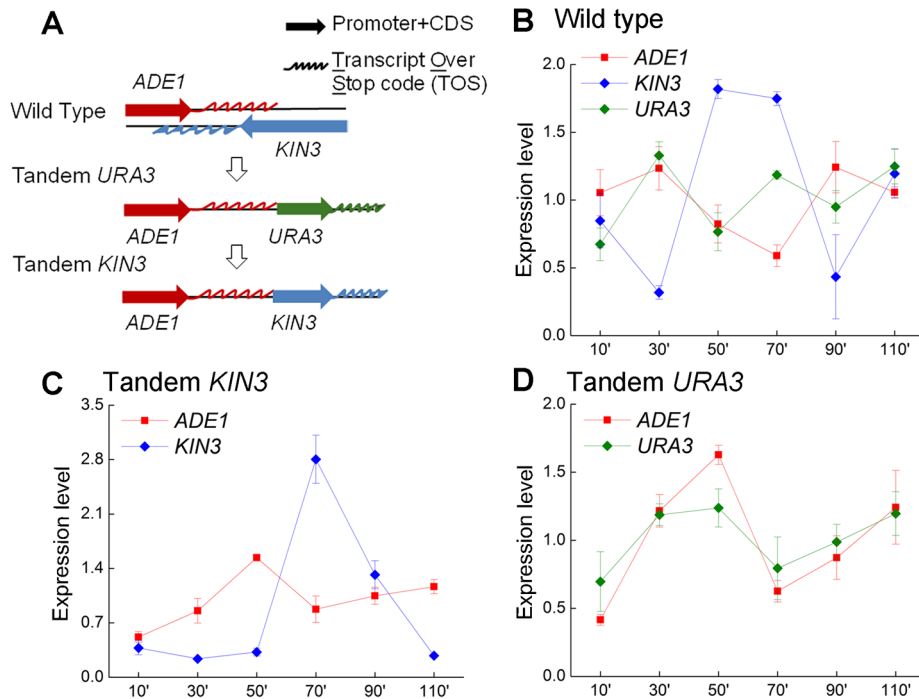 A
Promoter+CDS
Transcript Over
Stop code (TOS)
ADE1
Wild Type
KIN3
Tandem URA3
ADE1
URA3
Tandem KIN3
ADE1
KIN3
B
Wild type
ADE1
KIN3
URA3
Expression level
2.0
1.5
1.0
0.5
0.0
10' 30' 50' 70' 90' 110'
C
Tandem KIN3
ADE1
KIN3
Expression level
3.5
2.8
2.1
1.4
0.7
0.0
10' 30' 50' 70' 90' 110'
D
Tandem URA3
ADE1
URA3
Expression level
2.0
1.5
1.0
0.5
0.0
10' 30' 50' 70' 90' 110'